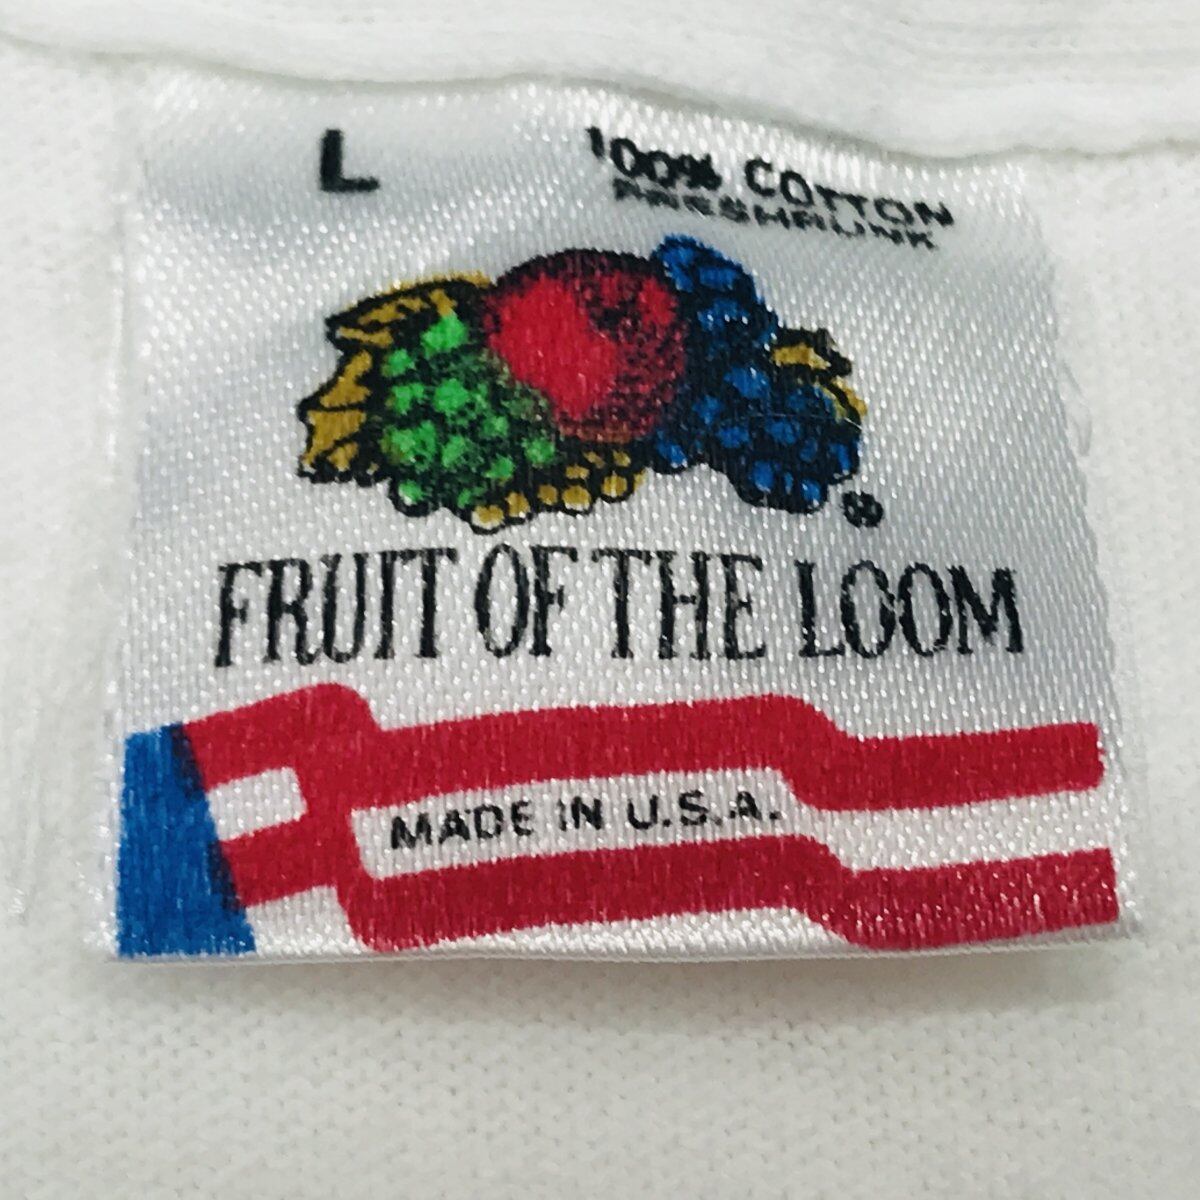 L
100% COTTON
PRESHRUNK
®
FRUIT OF THE LOOM
MADE IN U.S.A.